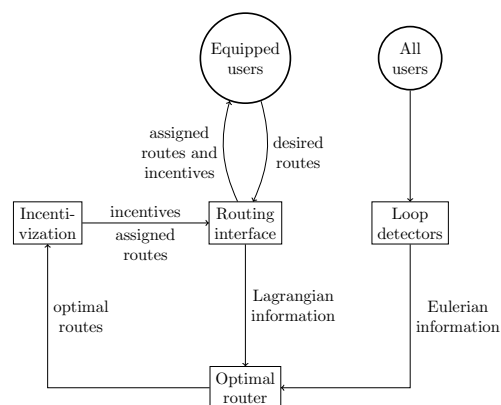 Equipped
users
All
users
assigned
routes and
incentives
desired
routes
Incenti-
vization
incentives
assigned
routes
Routing
interface
Loop
detectors
optimal
routes
Lagrangian
information
Eulerian
information
Optimal
router